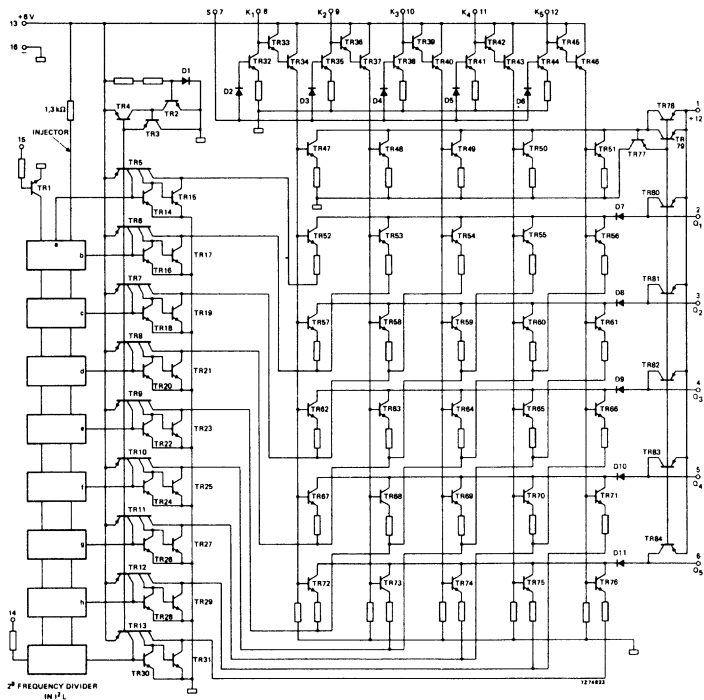 13 +6V
16
–
S 7
K1 8
K2 9
K3 10
K4 11
K5 12
TR33
TR36
TR39
TR42
TR45
TR32
TR34
TR35
TR37
TR38
TR40
TR41
TR43
TR44
TR46
D1
D2
D3
D4
D5
D6
1,3 kΩ
INJECTOR
TR4
TR2
TR3
15
TR1
TR78
1
+12
TR79
TR77
TR47
TR48
TR49
TR50
TR51
TR5
TR14
TR15
TR80
D7
2
Q1
TR52
TR53
TR54
TR55
TR56
a
b
TR6
TR16
TR17
TR81
D8
3
Q2
TR7
c
TR18
TR19
TR57
TR58
TR59
TR60
TR61
TR8
d
TR20
TR21
TR82
D9
4
Q3
TR9
e
TR22
TR23
TR62
TR63
TR64
TR65
TR66
TR10
f
TR24
TR25
TR83
D10
5
Q4
TR67
TR68
TR69
TR70
TR71
TR11
g
TR26
TR27
TR84
D11
6
Q5
TR12
h
TR28
TR29
TR72
TR73
TR74
TR75
TR76
14
TR13
TR30
TR31
7Z74833
2⁸ FREQUENCY DIVIDER
IN I²L